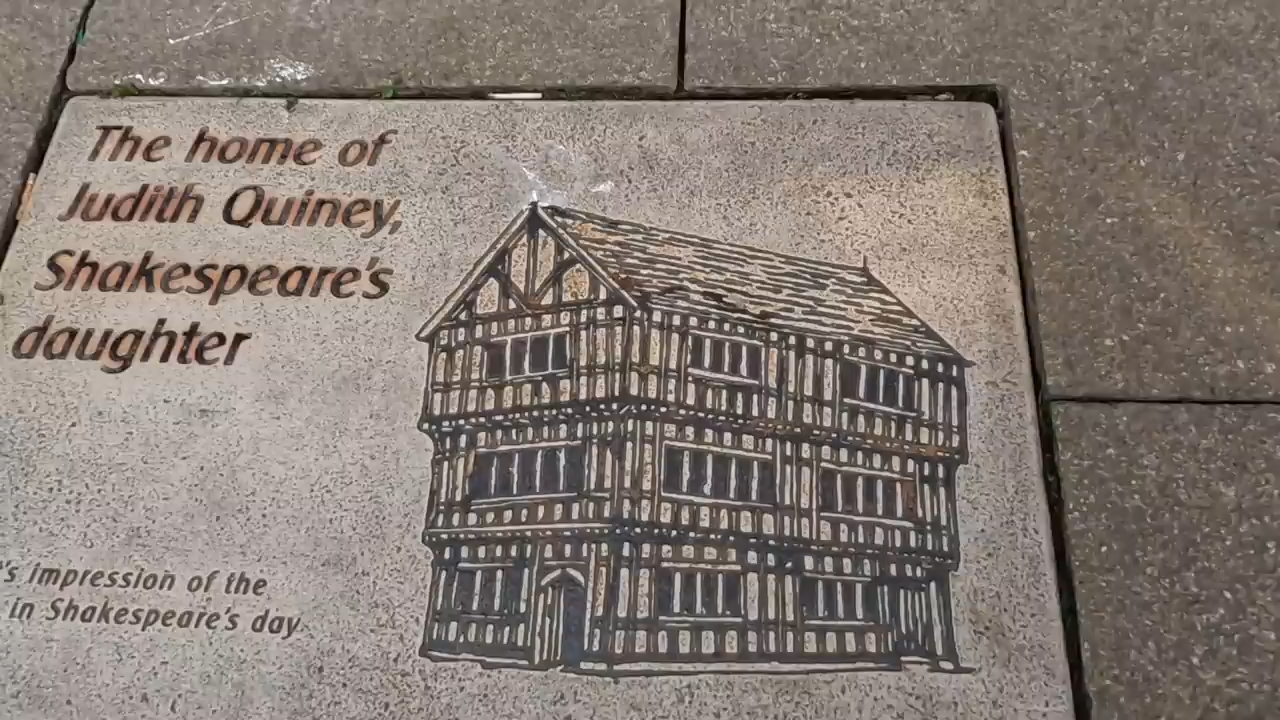 The home of
Judith Quiney,
Shakespeare's
daughter
's impression of the
in Shakespeare's day